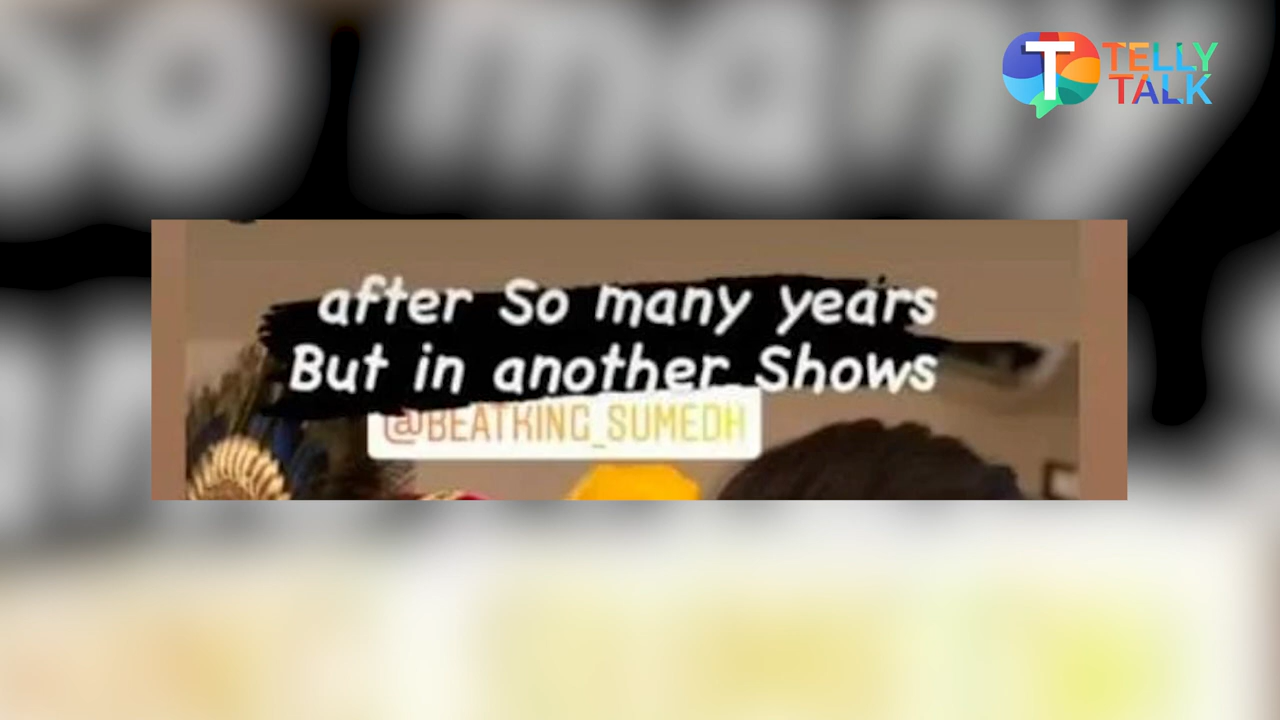 TELLY
TALK
after So many years
But in another Shows
@BEATKING_SUMEDH